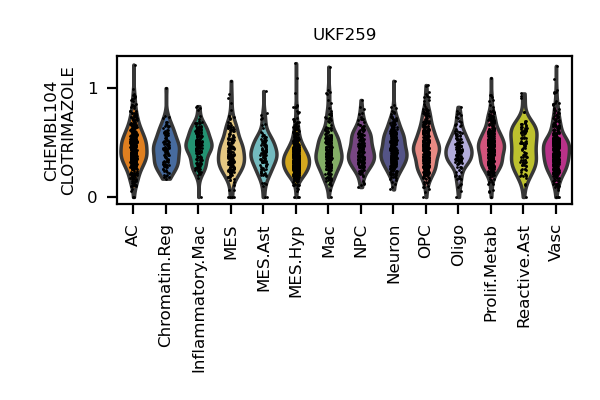 UKF259
CHEMBL104
CLOTRIMAZOLE
1
0
AC
Chromatin.Reg
Inflammatory.Mac
MES
MES.Ast
MES.Hyp
Mac
NPC
Neuron
OPC
Oligo
Prolif.Metab
Reactive.Ast
Vasc